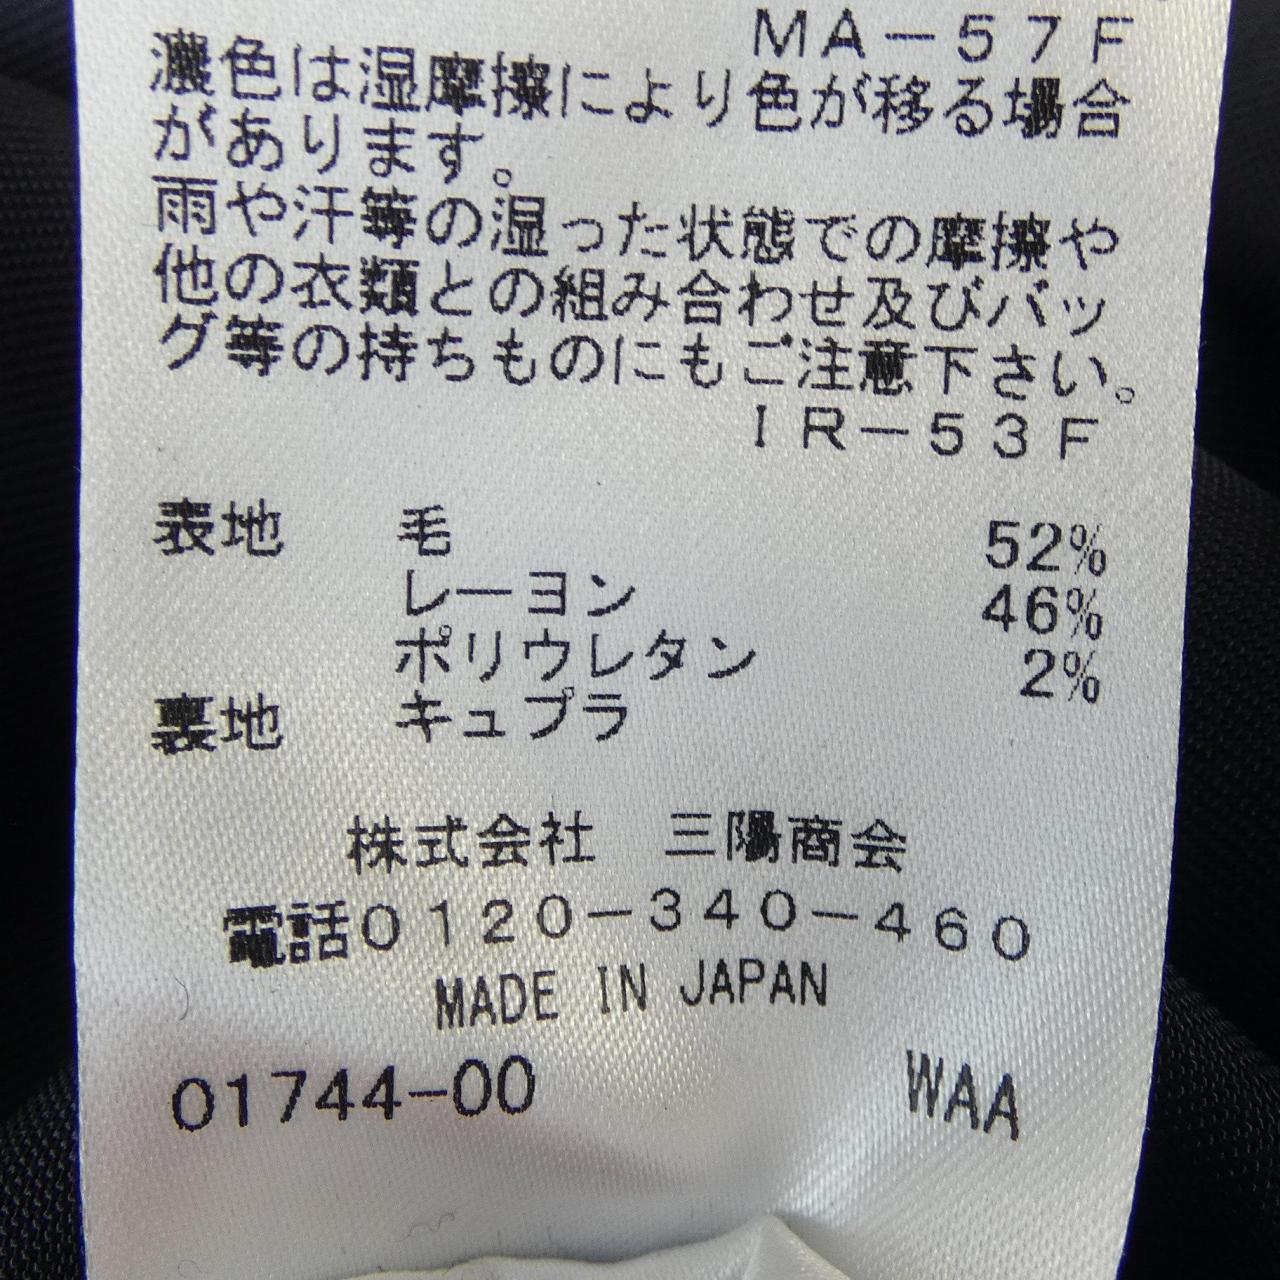 MA-57F
濃色は湿摩擦により色が移る場合
があります。
雨や汗等の湿った状態での摩擦や
他の衣類との組み合わせ及びバッ
グ等の持ちものにもご注意下さい。
IR-53F
表地 毛 52%
レーヨン 46%
ポリウレタン 2%
裏地 キュプラ
株式会社 三陽商会
電話0120-340-460
MADE IN JAPAN
01744-00 WAA